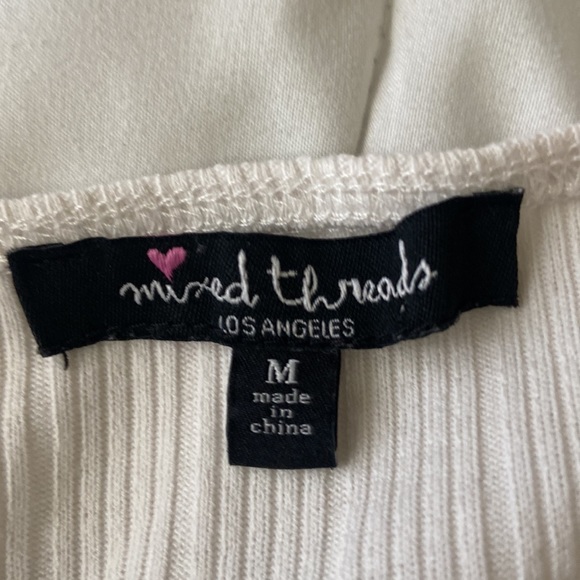 mixed threads
LOS ANGELES
M
made
in
china